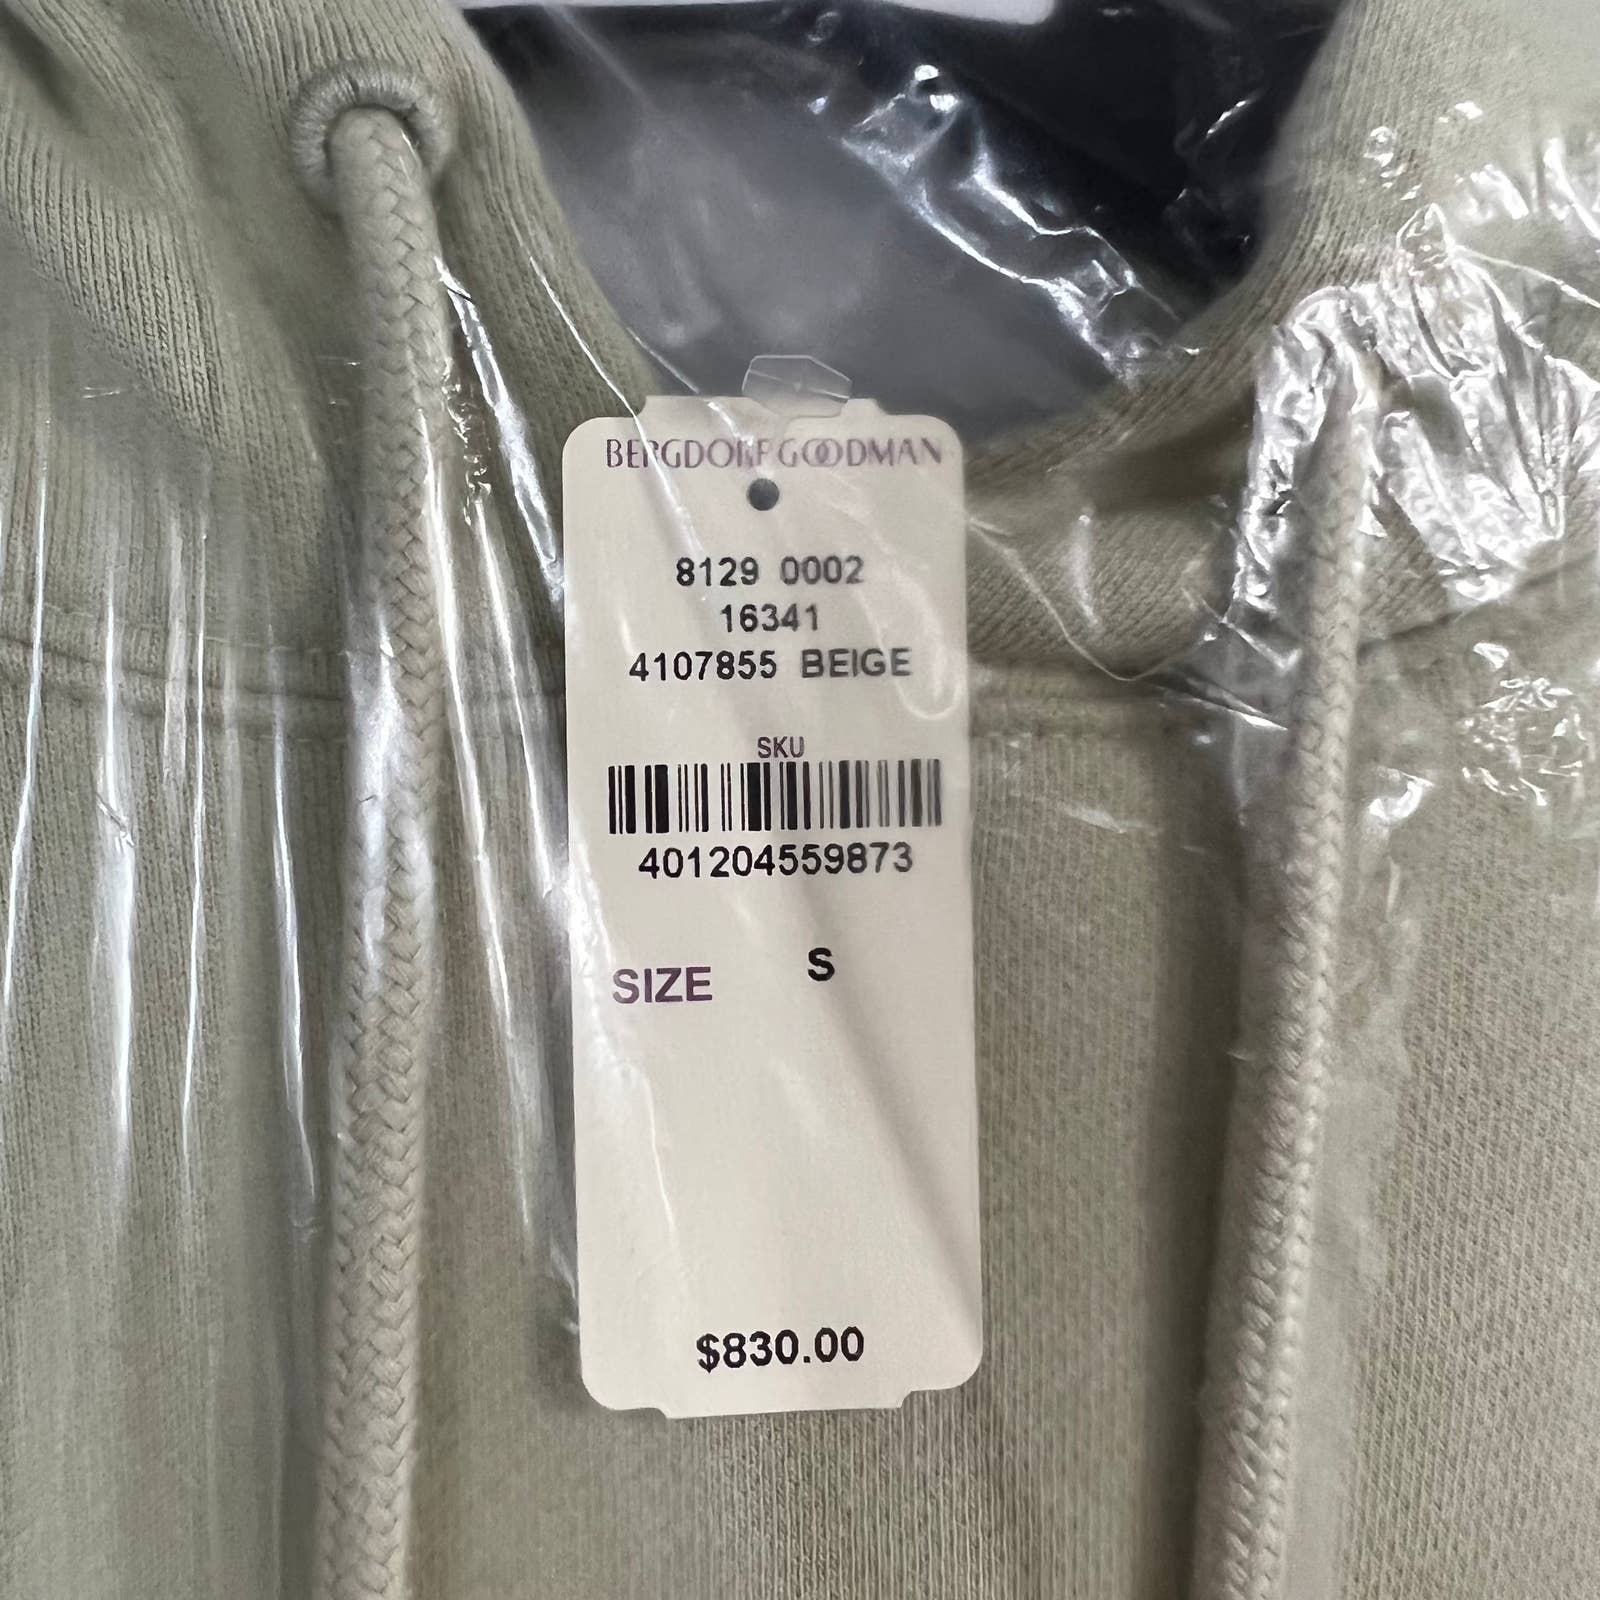 BERGDORF GOODMAN
8129 0002
16341
4107855 BEIGE
SKU
401204559873
SIZE S
$830.00